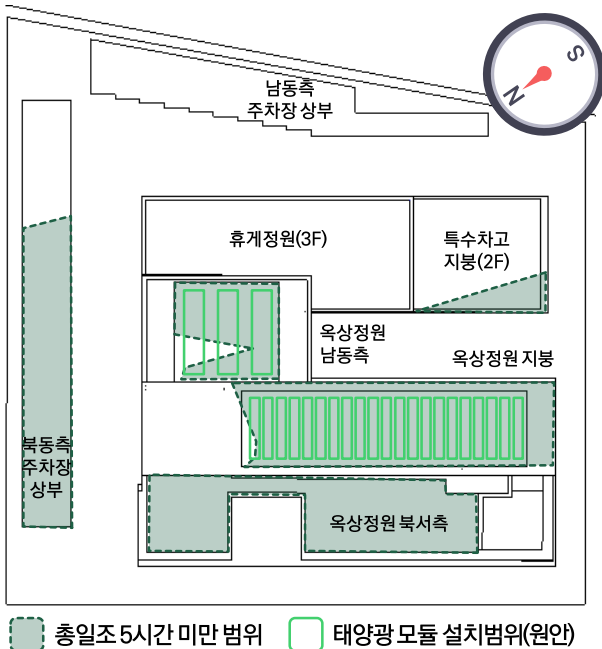 S
N
남동측
주차장 상부
휴게정원(3F)
특수차고
지붕(2F)
옥상정원
남동측
옥상정원 지붕
북동측
주차장
상부
옥상정원 북서측
총일조 5시간 미만 범위
태양광 모듈 설치범위(원안)